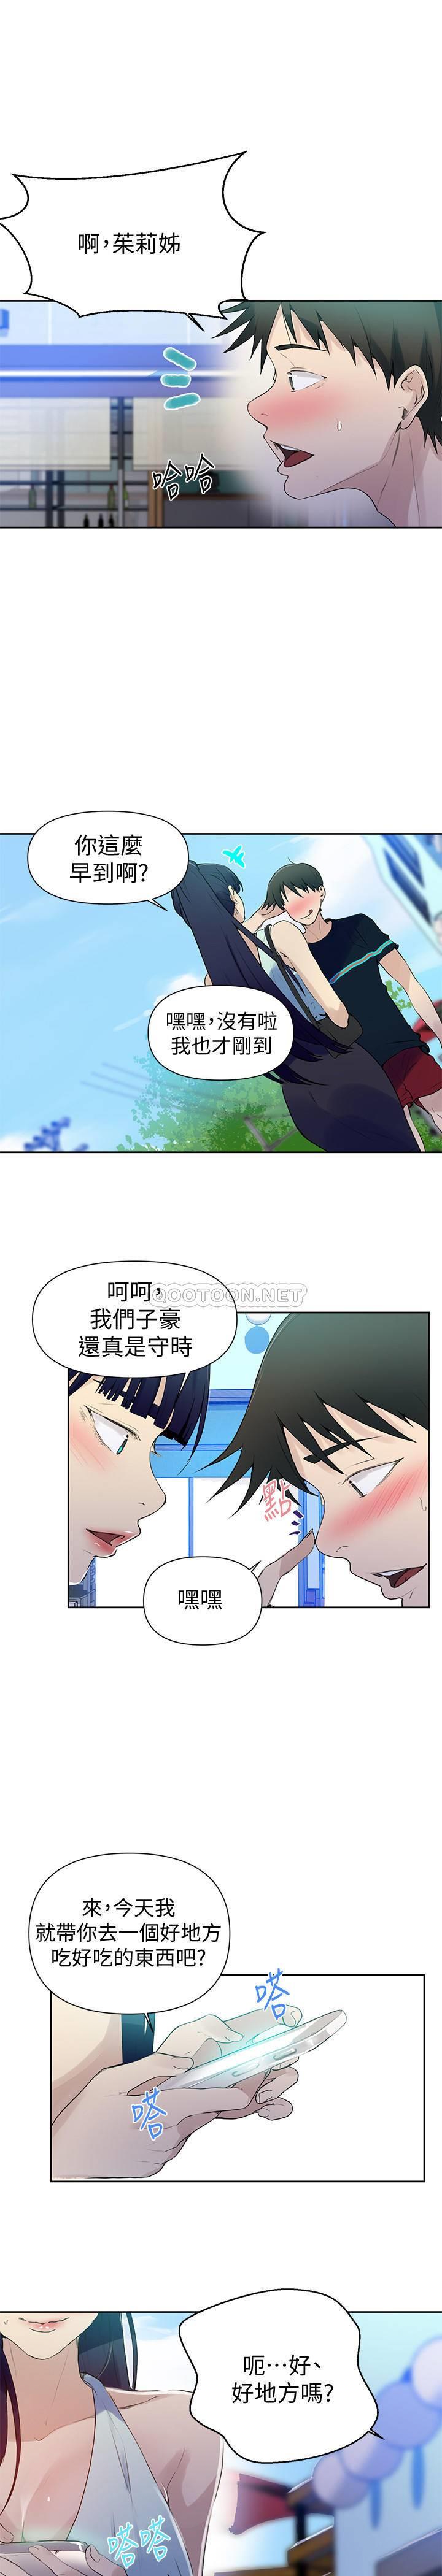 啊，茱莉姊
哈哈
你這麼
早到啊？
嘿嘿，沒有啦
我也才剛到
QOOTOON.NET
呵呵，
我們子豪
還真是守時
點
嘿嘿
來，今天我
就帶你去一個好地方
吃好吃的東西吧？
嗒
嗒
呃…好、
好地方嗎？
嗒嗒